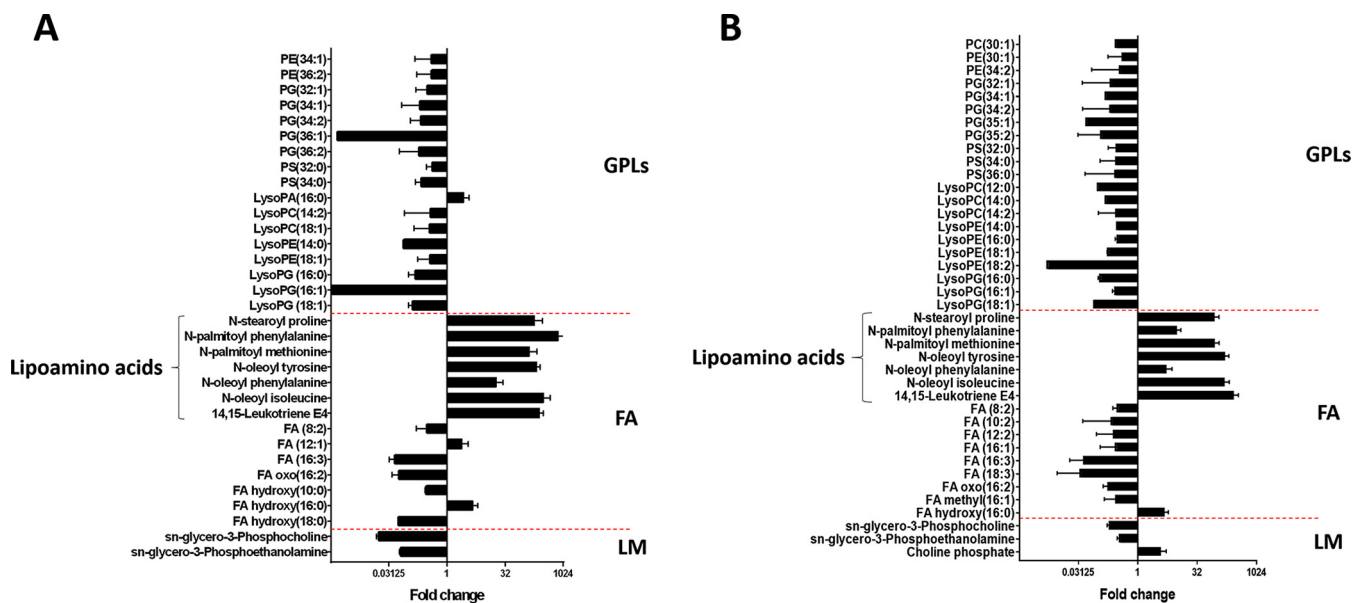 A
PE(34:1)
PE(36:2)
PG(32:1)
PG(34:1)
PG(34:2)
PG(36:1)
PG(36:2)
PS(32:0)
PS(34:0)
LysoPA(16:0)
LysoPC(14:2)
LysoPC(18:1)
LysoPE(14:0)
LysoPE(18:1)
LysoPG (16:0)
LysoPG(16:1)
LysoPG (18:1)
N-stearoyl proline
N-palmitoyl phenylalanine
N-palmitoyl methionine
N-oleoyl tyrosine
N-oleoyl phenylalanine
N-oleoyl isoleucine
14,15-Leukotriene E4
FA (8:2)
FA (12:1)
FA (16:3)
FA oxo(16:2)
FA hydroxy(10:0)
FA hydroxy(16:0)
FA hydroxy(18:0)
sn-glycero-3-Phosphocholine
sn-glycero-3-Phosphoethanolamine
Lipoamino acids
GPLs
FA
LM
0.03125 1 32 1024
Fold change
B
PC(30:1)
PE(30:1)
PE(34:2)
PG(32:1)
PG(34:1)
PG(34:2)
PG(35:1)
PG(35:2)
PS(32:0)
PS(34:0)
PS(36:0)
LysoPC(12:0)
LysoPC(14:0)
LysoPC(14:2)
LysoPE(14:0)
LysoPE(16:0)
LysoPE(18:1)
LysoPE(18:2)
LysoPG(16:0)
LysoPG(16:1)
LysoPG(18:1)
N-stearoyl proline
N-palmitoyl phenylalanine
N-palmitoyl methionine
N-oleoyl tyrosine
N-oleoyl phenylalanine
N-oleoyl isoleucine
14,15-Leukotriene E4
FA (8:2)
FA (10:2)
FA (12:2)
FA (16:1)
FA (16:3)
FA (18:3)
FA oxo(16:2)
FA methyl(16:1)
FA hydroxy(16:0)
sn-glycero-3-Phosphocholine
sn-glycero-3-Phosphoethanolamine
Choline phosphate
Lipoamino acids
GPLs
FA
LM
0.03125 1 32 1024
Fold change